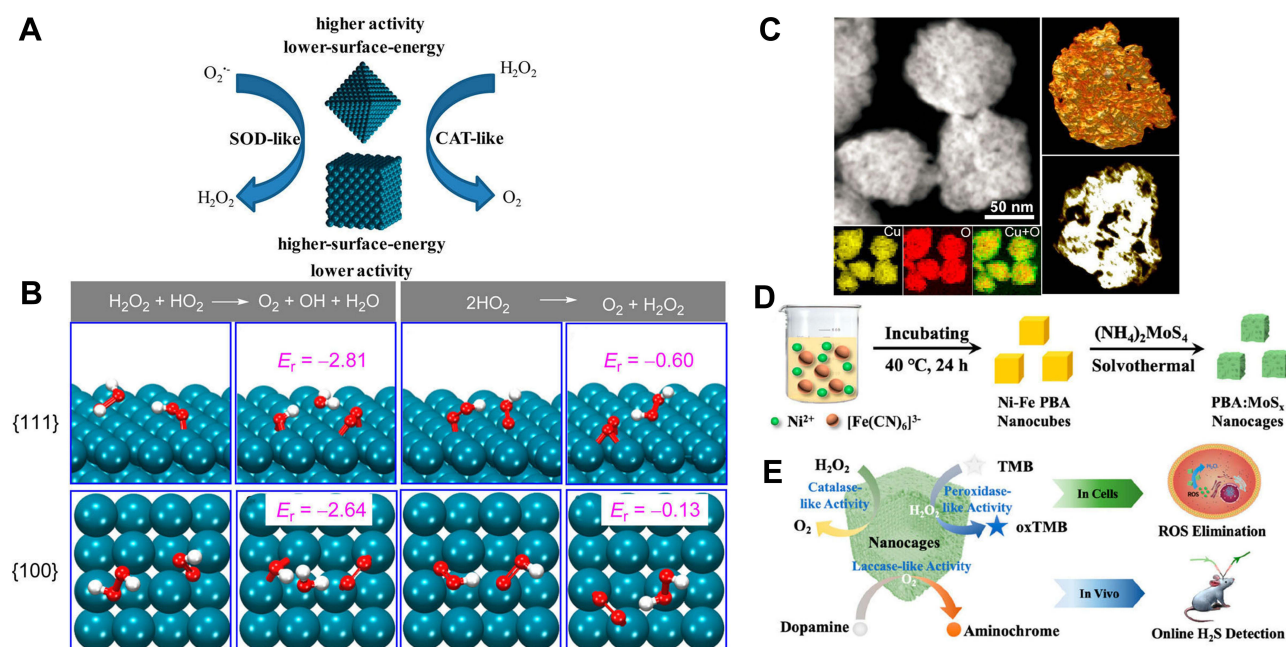 A
higher activity
lower-surface-energy
O₂·⁻
H₂O₂
SOD-like
CAT-like
H₂O₂
O₂
higher-surface-energy
lower activity
B
H₂O₂ + HO₂ → O₂ + OH + H₂O
2HO₂ → O₂ + H₂O₂
{111}
Eᵣ = −2.81
Eᵣ = −0.60
{100}
Eᵣ = −2.64
Eᵣ = −0.13
C
50 nm
Cu
O
Cu+O
D
Incubating
40 °C, 24 h
(NH₄)₂MoS₄
Solvothermal
Ni²⁺
[Fe(CN)₆]³⁻
Ni-Fe PBA
Nanocubes
PBA:MoSₓ
Nanocages
E
H₂O₂
TMB
Catalase-
like Activity
Peroxidase-
like Activity
H₂O₂
O₂
oxTMB
Nanocages
Laccase-like Activity
O₂
Dopamine
Aminochrome
In Cells
ROS
H₂O₂
ROS Elimination
In Vivo
Online H₂S Detection